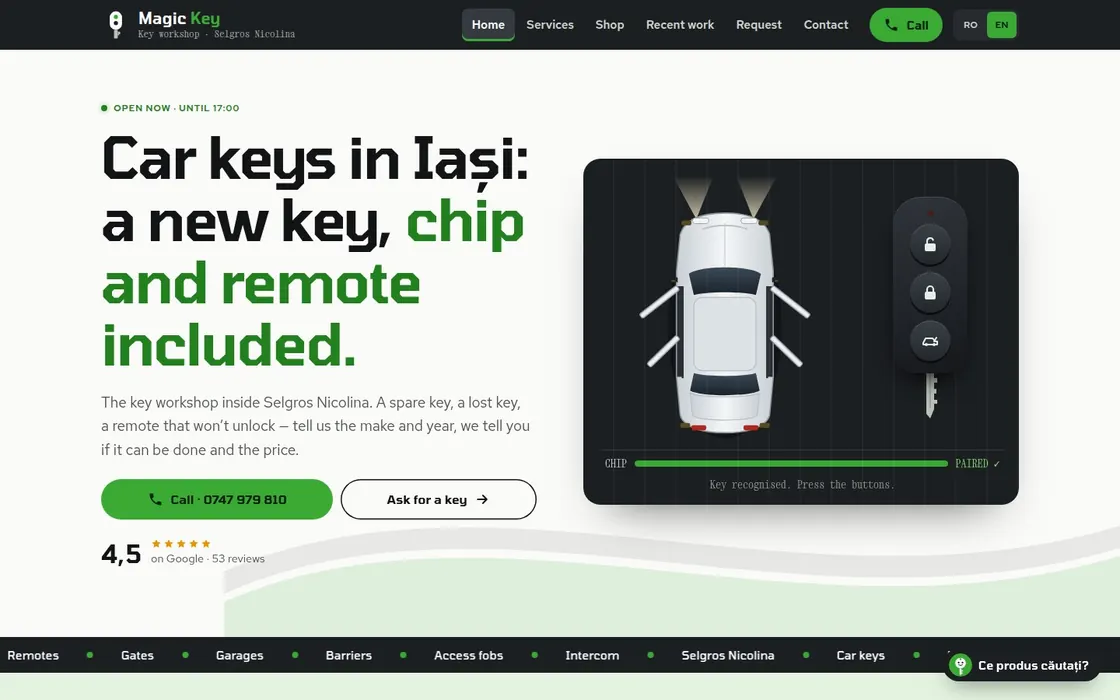 Magic Key
Key workshop · Selgros Nicolina
Home
Services
Shop
Recent work
Request
Contact
Call
RO
EN
OPEN NOW · UNTIL 17:00
Car keys in Iași:
a new key, chip
and remote
included.
The key workshop inside Selgros Nicolina. A spare key, a lost key,
a remote that won’t unlock — tell us the make and year, we tell you
if it can be done and the price.
Call · 0747 979 810
Ask for a key →
4,5
on Google · 53 reviews
CHIP
PAIRED ✓
Key recognised. Press the buttons.
Remotes
Gates
Garages
Barriers
Access fobs
Intercom
Selgros Nicolina
Car keys
Ce produs căutați?